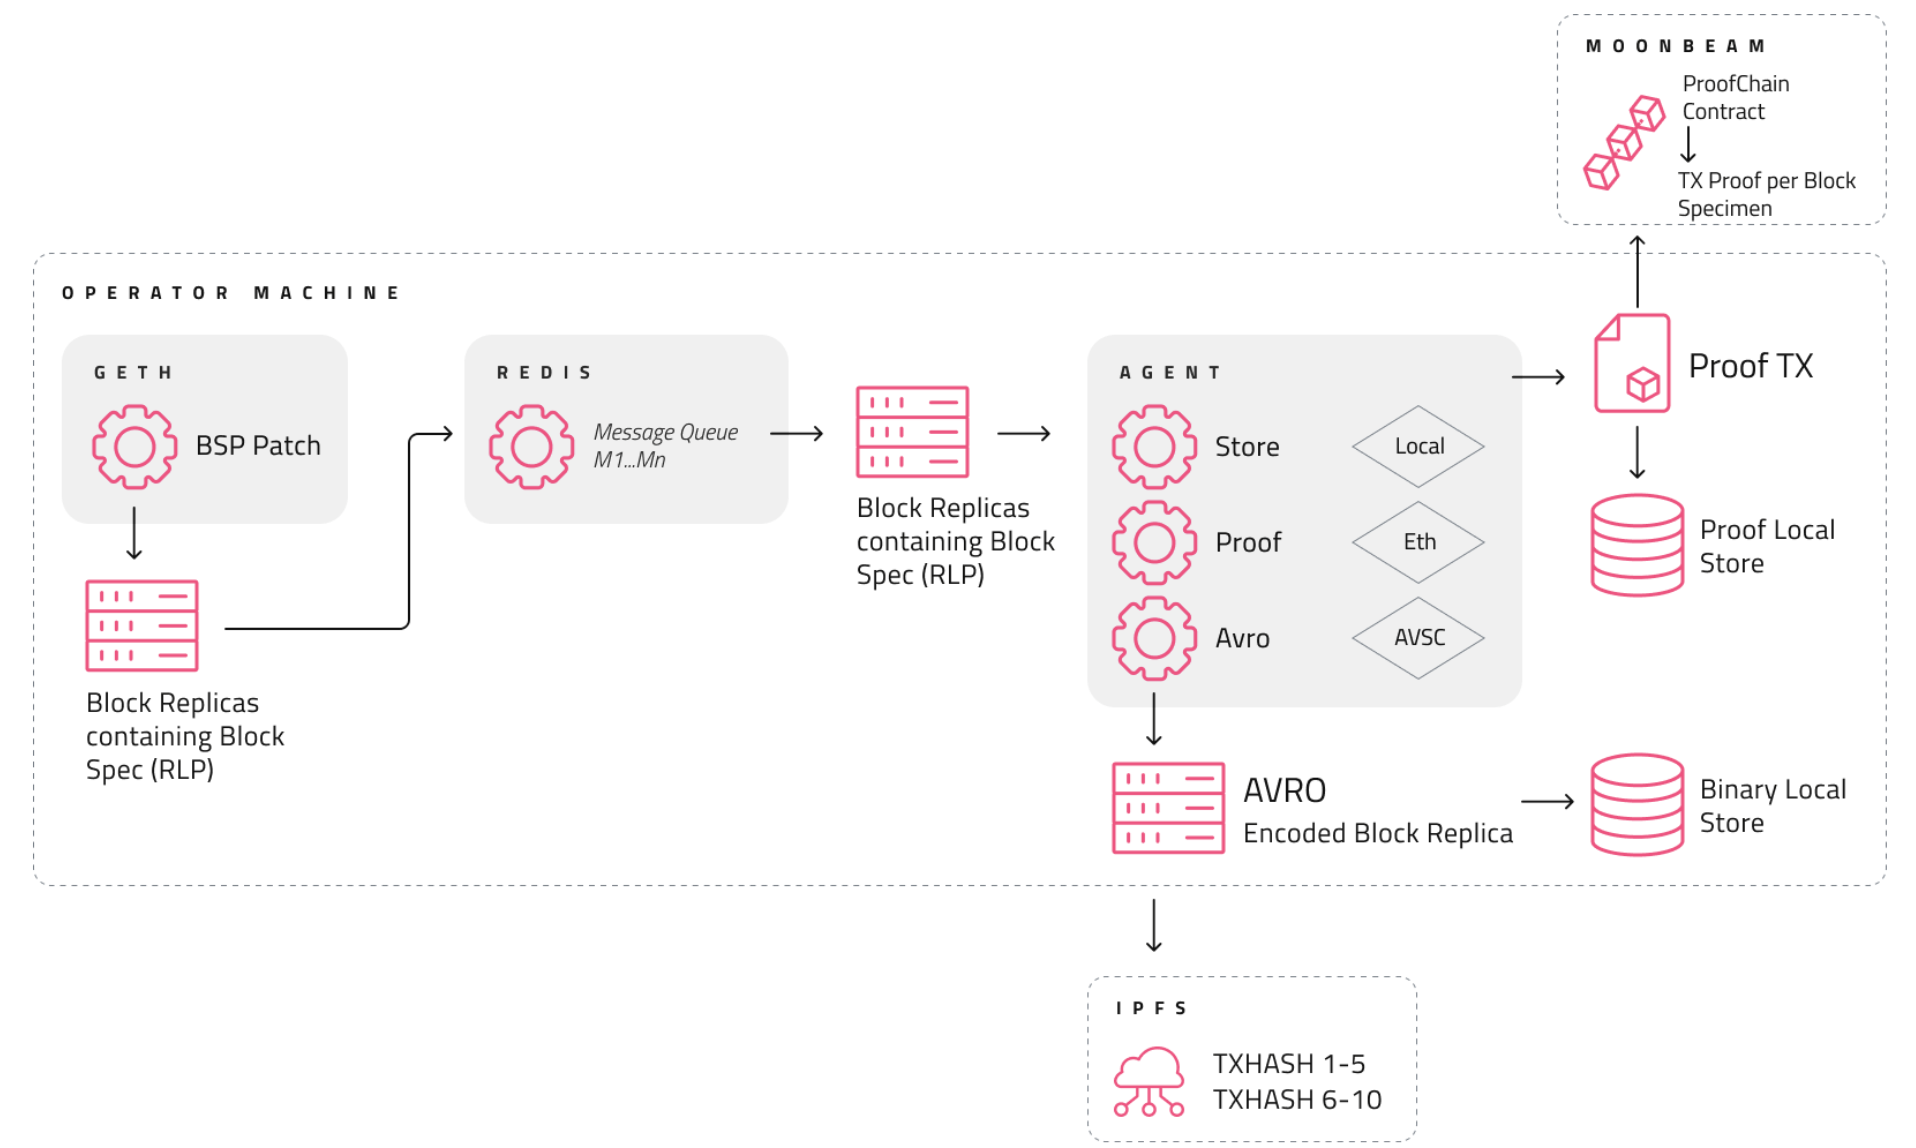 MOONBEAM
ProofChain
Contract
TX Proof per Block
Specimen
OPERATOR MACHINE
GETH
BSP Patch
Block Replicas
containing Block
Spec (RLP)
REDIS
Message Queue
M1...Mn
Block Replicas
containing Block
Spec (RLP)
AGENT
Store
Local
Proof
Eth
Avro
AVSC
Proof TX
Proof Local
Store
AVRO
Encoded Block Replica
Binary Local
Store
IPFS
TXHASH 1-5
TXHASH 6-10